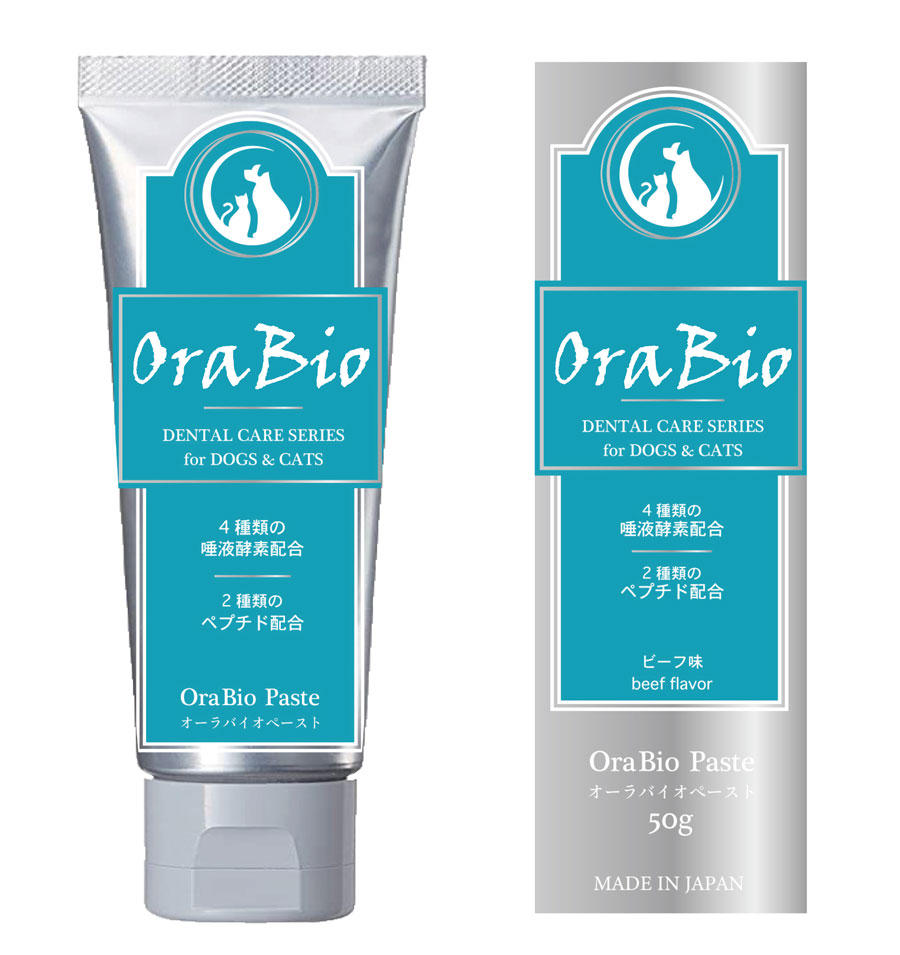 OraBio
DENTAL CARE SERIES
for DOGS & CATS
4種類の
唾液酵素配合
2種類の
ペプチド配合
OraBio Paste
オーラバイオペースト
OraBio
DENTAL CARE SERIES
for DOGS & CATS
4種類の
唾液酵素配合
2種類の
ペプチド配合
ビーフ味
beef flavor
OraBio Paste
オーラバイオペースト
50g
MADE IN JAPAN